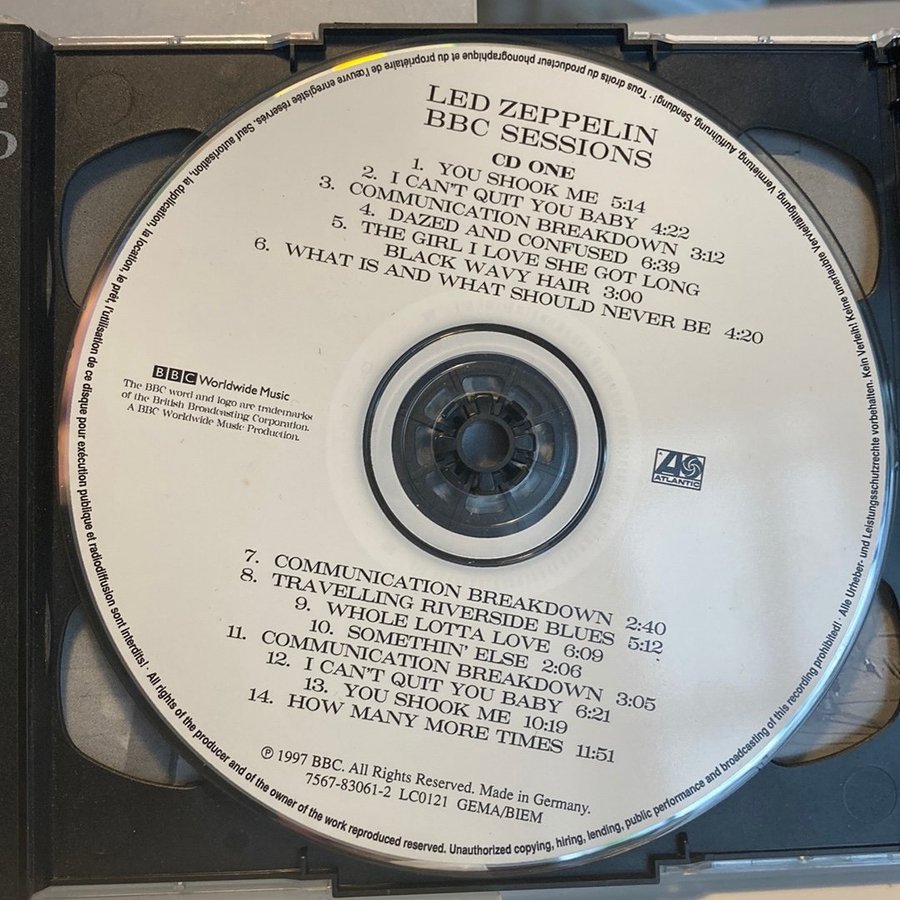 LED ZEPPELIN
BBC SESSIONS
CD ONE
1. YOU SHOOK ME 5:14
2. I CAN'T QUIT YOU BABY 4:22
3. COMMUNICATION BREAKDOWN 3:12
4. DAZED AND CONFUSED 6:39
5. THE GIRL I LOVE SHE GOT LONG
BLACK WAVY HAIR 3:00
6. WHAT IS AND WHAT SHOULD NEVER BE 4:20
BBC Worldwide Music
The BBC word and logo are trademarks
of the British Broadcasting Corporation.
A BBC Worldwide Music Production.
ATLANTIC
7. COMMUNICATION BREAKDOWN 2:40
8. TRAVELLING RIVERSIDE BLUES 5:12
9. WHOLE LOTTA LOVE 6:09
10. SOMETHIN' ELSE 2:06
11. COMMUNICATION BREAKDOWN 3:05
12. I CAN'T QUIT YOU BABY 6:21
13. YOU SHOOK ME 10:19
14. HOW MANY MORE TIMES 11:51
℗ 1997 BBC. All Rights Reserved. Made in Germany.
7567-83061-2 LC0121 GEMA/BIEM
All rights of the producer and of the owner of the work reproduced reserved. Unauthorized copying, hiring, lending, public performance and broadcasting of this recording prohibited! · Alle Urheber- und Leistungsschutzrechte vorbehalten. Kein Verleih! Keine unerlaubte Vervielfältigung, Vermietung, Aufführung, Sendung! · Tous droits du producteur phonographique et du propriétaire de l'œuvre enregistrée réservés. Sauf autorisation, la duplication, la location, le prêt, l'utilisation de ce disque pour exécution publique et radiodiffusion sont interdits! ·